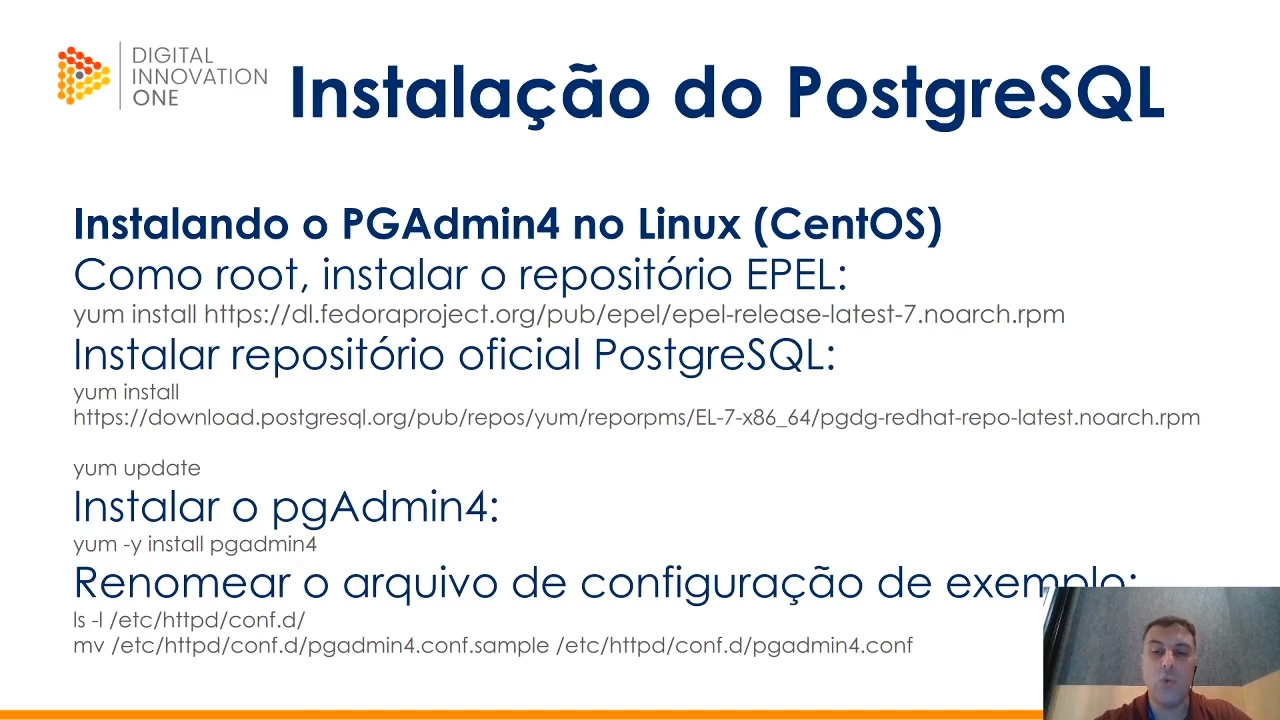 DIGITAL
INNOVATION
ONE
Instalação do PostgreSQL
Instalando o PGAdmin4 no Linux (CentOS)
Como root, instalar o repositório EPEL:
yum install https://dl.fedoraproject.org/pub/epel/epel-release-latest-7.noarch.rpm
Instalar repositório oficial PostgreSQL:
yum install
https://download.postgresql.org/pub/repos/yum/reporpms/EL-7-x86_64/pgdg-redhat-repo-latest.noarch.rpm
yum update
Instalar o pgAdmin4:
yum -y install pgadmin4
Renomear o arquivo de configuração de exemplo:
ls -l /etc/httpd/conf.d/
mv /etc/httpd/conf.d/pgadmin4.conf.sample /etc/httpd/conf.d/pgadmin4.conf